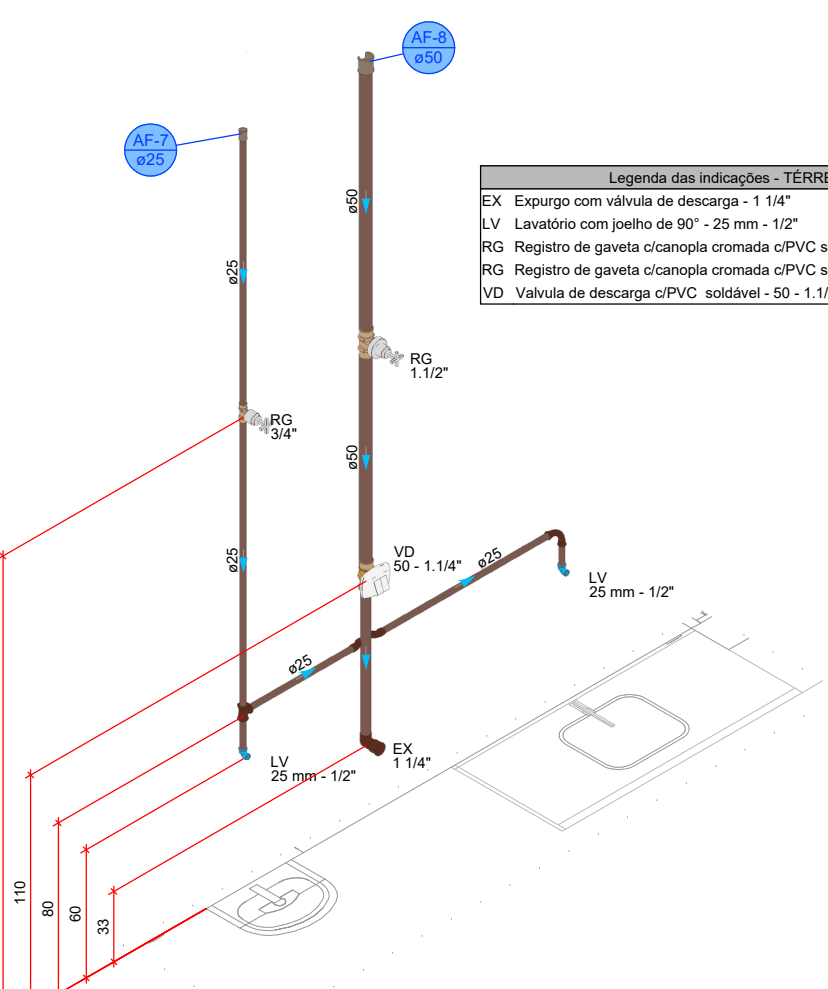 AF-8
ø50
AF-7
ø25
Legenda das indicações - TÉRRE
EX Expurgo com válvula de descarga - 1 1/4"
LV Lavatório com joelho de 90° - 25 mm - 1/2"
RG Registro de gaveta c/canopla cromada c/PVC s
RG Registro de gaveta c/canopla cromada c/PVC s
VD Valvula de descarga c/PVC soldável - 50 - 1.1/
ø50
ø25
RG
1.1/2"
RG
3/4"
ø50
ø25
VD
50 - 1.1/4"
ø25
LV
25 mm - 1/2"
ø25
EX
1 1/4"
LV
25 mm - 1/2"
110
80
60
33